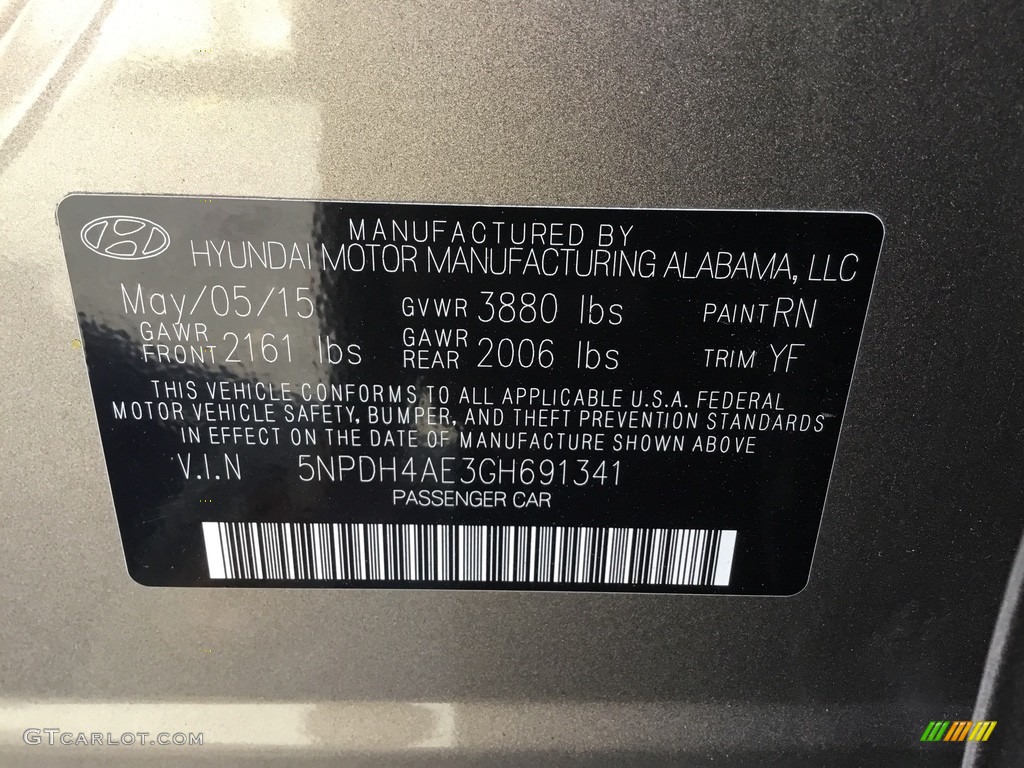 MANUFACTURED BY
HYUNDAI MOTOR MANUFACTURING ALABAMA, LLC
May/05/15 GVWR 3880 lbs PAINT RN
GAWR FRONT 2161 lbs GAWR REAR 2006 lbs TRIM YF
THIS VEHICLE CONFORMS TO ALL APPLICABLE U.S.A. FEDERAL
MOTOR VEHICLE SAFETY, BUMPER, AND THEFT PREVENTION STANDARDS
IN EFFECT ON THE DATE OF MANUFACTURE SHOWN ABOVE
V.I.N 5NPDH4AE3GH691341
PASSENGER CAR
GTCARLOT.COM